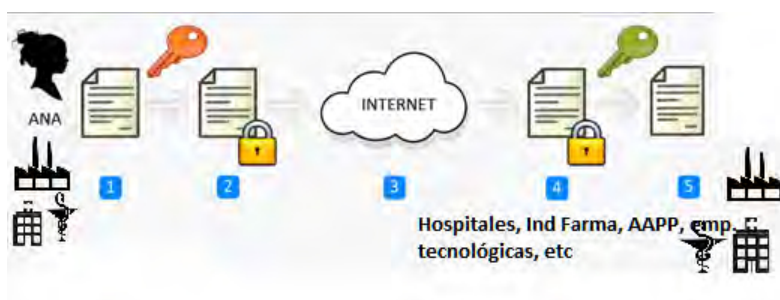 INTERNET
ANA
1
2
3
4
5
Hospitales, Ind Farma, AAPP, emp.
tecnológicas, etc